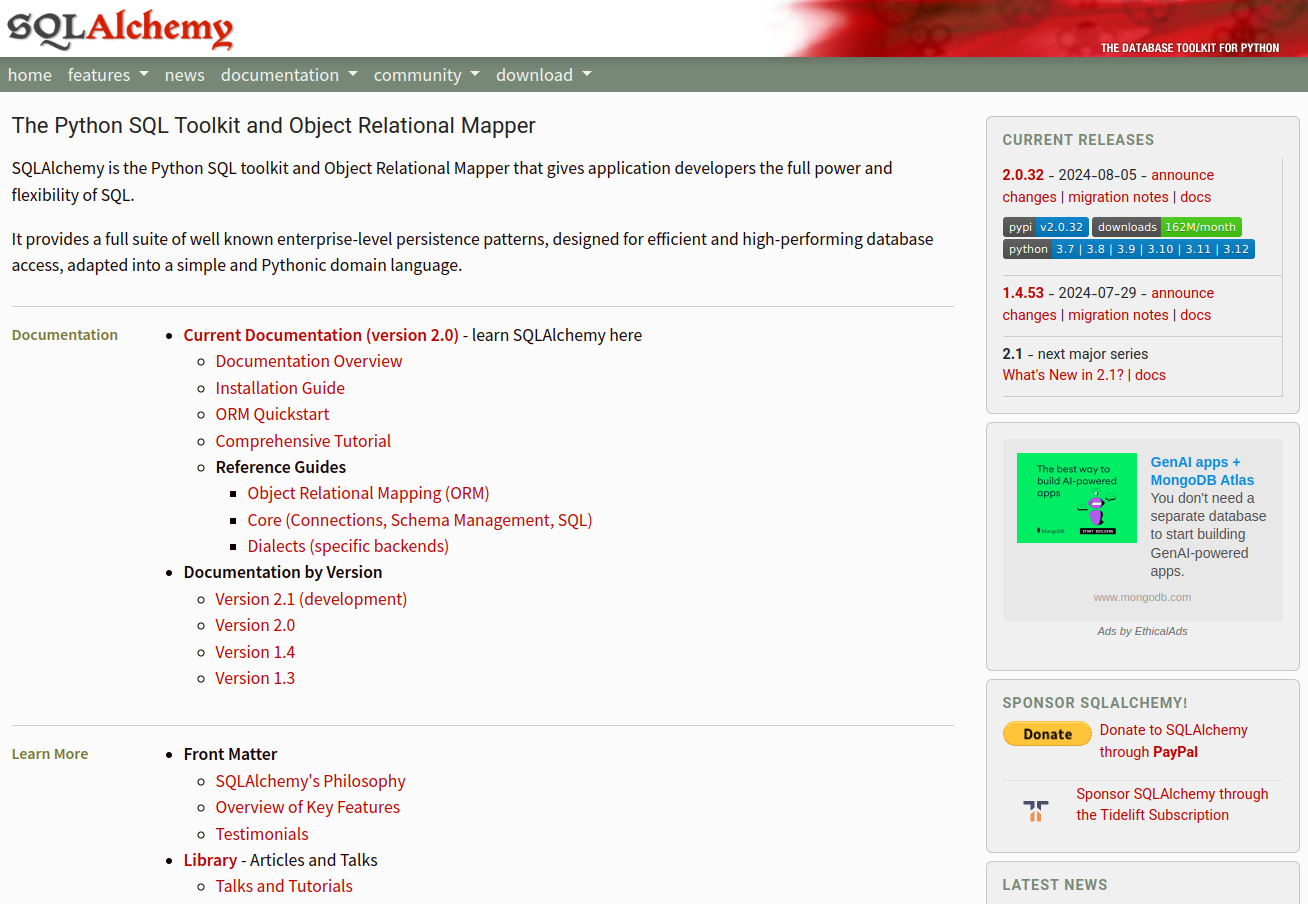 SQLAlchemy
THE DATABASE TOOLKIT FOR PYTHON
home features news documentation community download
The Python SQL Toolkit and Object Relational Mapper
SQLAlchemy is the Python SQL toolkit and Object Relational Mapper that gives application developers the full power and
flexibility of SQL.
It provides a full suite of well known enterprise-level persistence patterns, designed for efficient and high-performing database
access, adapted into a simple and Pythonic domain language.
Documentation
Current Documentation (version 2.0) - learn SQLAlchemy here
Documentation Overview
Installation Guide
ORM Quickstart
Comprehensive Tutorial
Reference Guides
Object Relational Mapping (ORM)
Core (Connections, Schema Management, SQL)
Dialects (specific backends)
Documentation by Version
Version 2.1 (development)
Version 2.0
Version 1.4
Version 1.3
Learn More
Front Matter
SQLAlchemy's Philosophy
Overview of Key Features
Testimonials
Library - Articles and Talks
Talks and Tutorials
CURRENT RELEASES
2.0.32 - 2024-08-05 - announce
changes | migration notes | docs
pypi v2.0.32 downloads 162M/month
python 3.7 | 3.8 | 3.9 | 3.10 | 3.11 | 3.12
1.4.53 - 2024-07-29 - announce
changes | migration notes | docs
2.1 - next major series
What's New in 2.1? | docs
The best way to
build AI-powered
apps
MongoDB
START BUILDING
GenAI apps +
MongoDB Atlas
You don't need a
separate database
to start building
GenAI-powered
apps.
www.mongodb.com
Ads by EthicalAds
SPONSOR SQLALCHEMY!
Donate
Donate to SQLAlchemy
through PayPal
Sponsor SQLAlchemy through
the Tidelift Subscription
LATEST NEWS